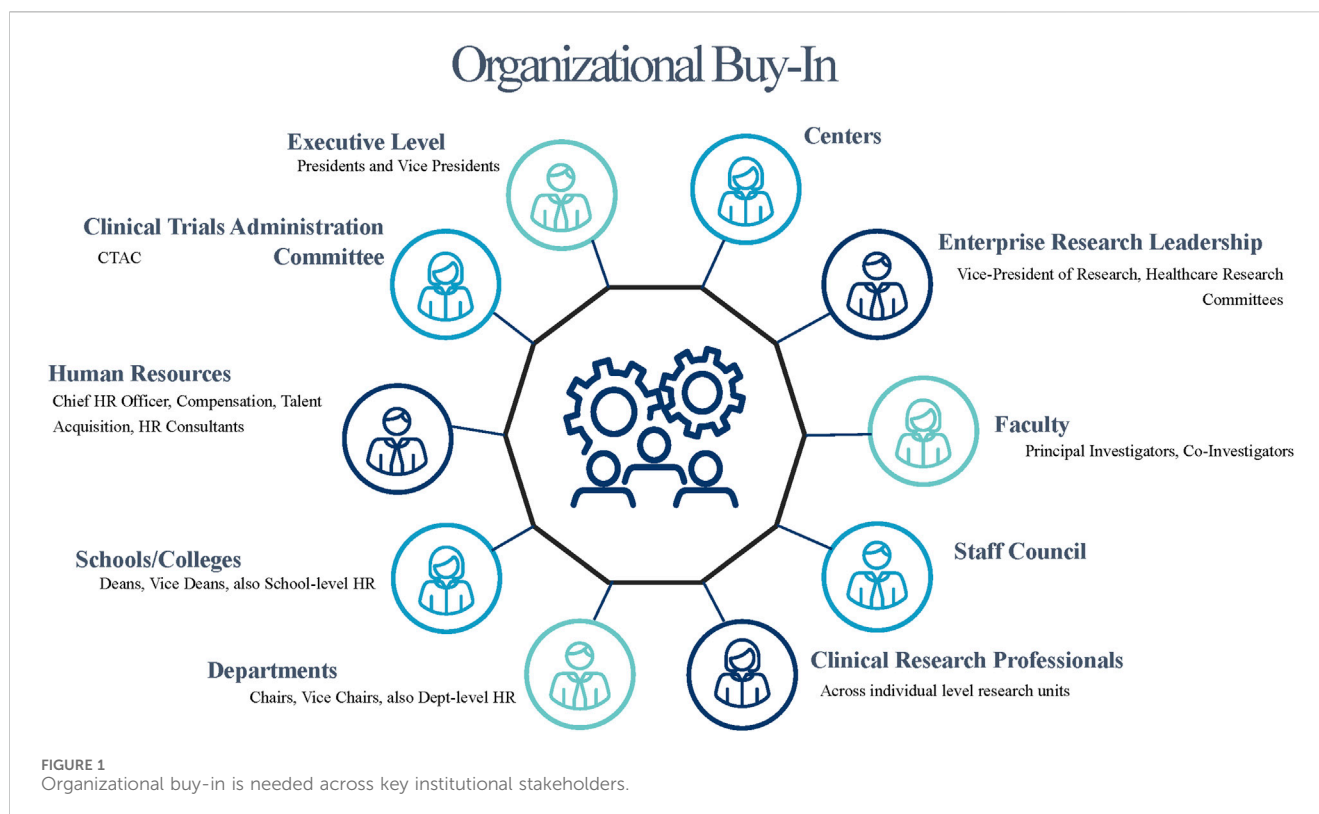 Organizational Buy-In
Executive Level
Presidents and Vice Presidents
Centers
Clinical Trials Administration
Committee
CTAC
Enterprise Research Leadership
Vice-President of Research, Healthcare Research
Committees
Human Resources
Chief HR Officer, Compensation, Talent
Acquisition, HR Consultants
Faculty
Principal Investigators, Co-Investigators
Schools/Colleges
Deans, Vice Deans, also School-level HR
Staff Council
Departments
Chairs, Vice Chairs, also Dept-level HR
Clinical Research Professionals
Across individual level research units
FIGURE 1
Organizational buy-in is needed across key institutional stakeholders.